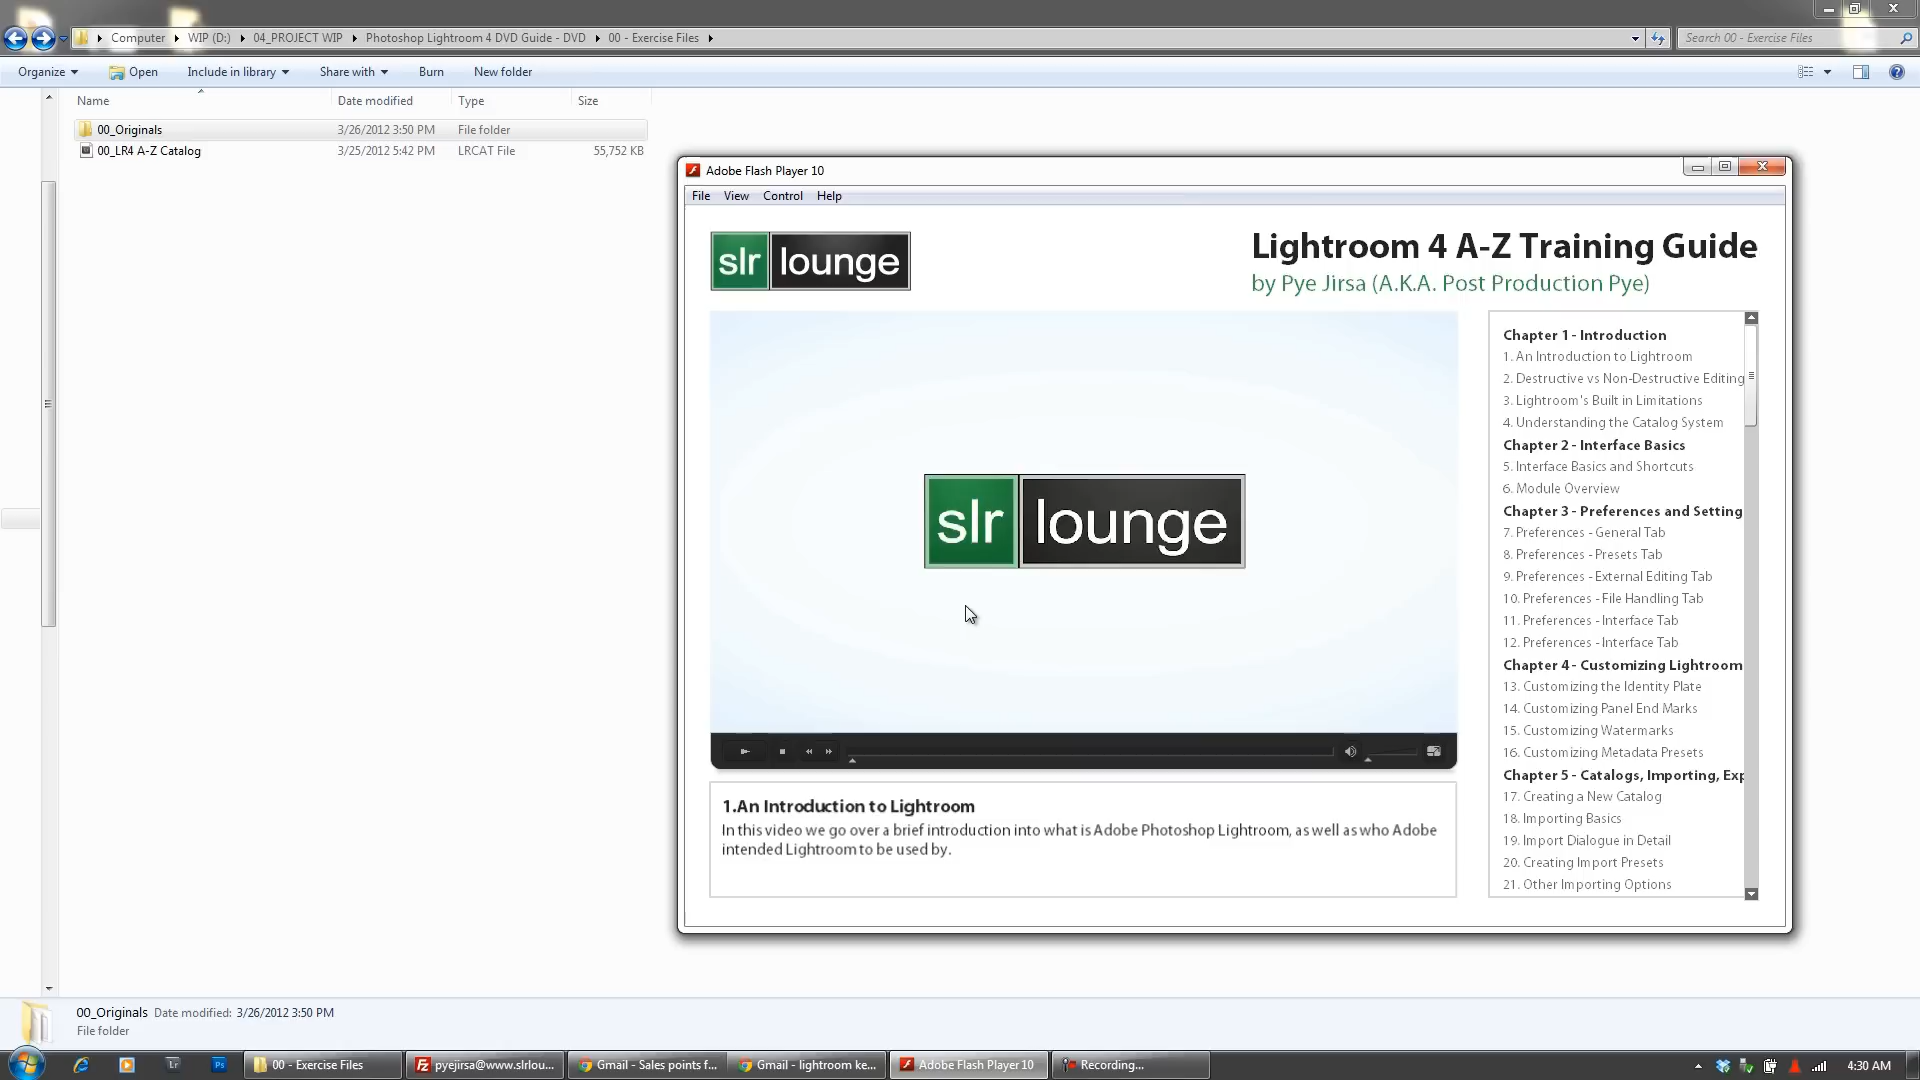 Computer WIP (D:) 04_PROJECT WIP Photoshop Lightroom 4 DVD Guide - DVD 00 - Exercise Files
Search 00 - Exercise Files
Organize Open Include in library Share with Burn New folder
Name Date modified Type Size
00_Originals 3/26/2012 3:50 PM File folder
00_LR4 A-Z Catalog 3/25/2012 5:42 PM LRCAT File 55,752 KB
Adobe Flash Player 10
File View Control Help
slr lounge
Lightroom 4 A-Z Training Guide
by Pye Jirsa (A.K.A. Post Production Pye)
slr lounge
1.An Introduction to Lightroom
In this video we go over a brief introduction into what is Adobe Photoshop Lightroom, as well as who Adobe
intended Lightroom to be used by.
Chapter 1 - Introduction
1. An Introduction to Lightroom
2. Destructive vs Non-Destructive Editing
3. Lightroom's Built in Limitations
4. Understanding the Catalog System
Chapter 2 - Interface Basics
5. Interface Basics and Shortcuts
6. Module Overview
Chapter 3 - Preferences and Setting
7. Preferences - General Tab
8. Preferences - Presets Tab
9. Preferences - External Editing Tab
10. Preferences - File Handling Tab
11. Preferences - Interface Tab
12. Preferences - Interface Tab
Chapter 4 - Customizing Lightroom
13. Customizing the Identity Plate
14. Customizing Panel End Marks
15. Customizing Watermarks
16. Customizing Metadata Presets
Chapter 5 - Catalogs, Importing, Exp
17. Creating a New Catalog
18. Importing Basics
19. Import Dialogue in Detail
20. Creating Import Presets
21. Other Importing Options
00_Originals Date modified: 3/26/2012 3:50 PM
File folder
Lr Ps 00 - Exercise Files pyejirsa@www.slrlou... Gmail - Sales points f... Gmail - lightroom ke... Adobe Flash Player 10 Recording... 4:30 AM